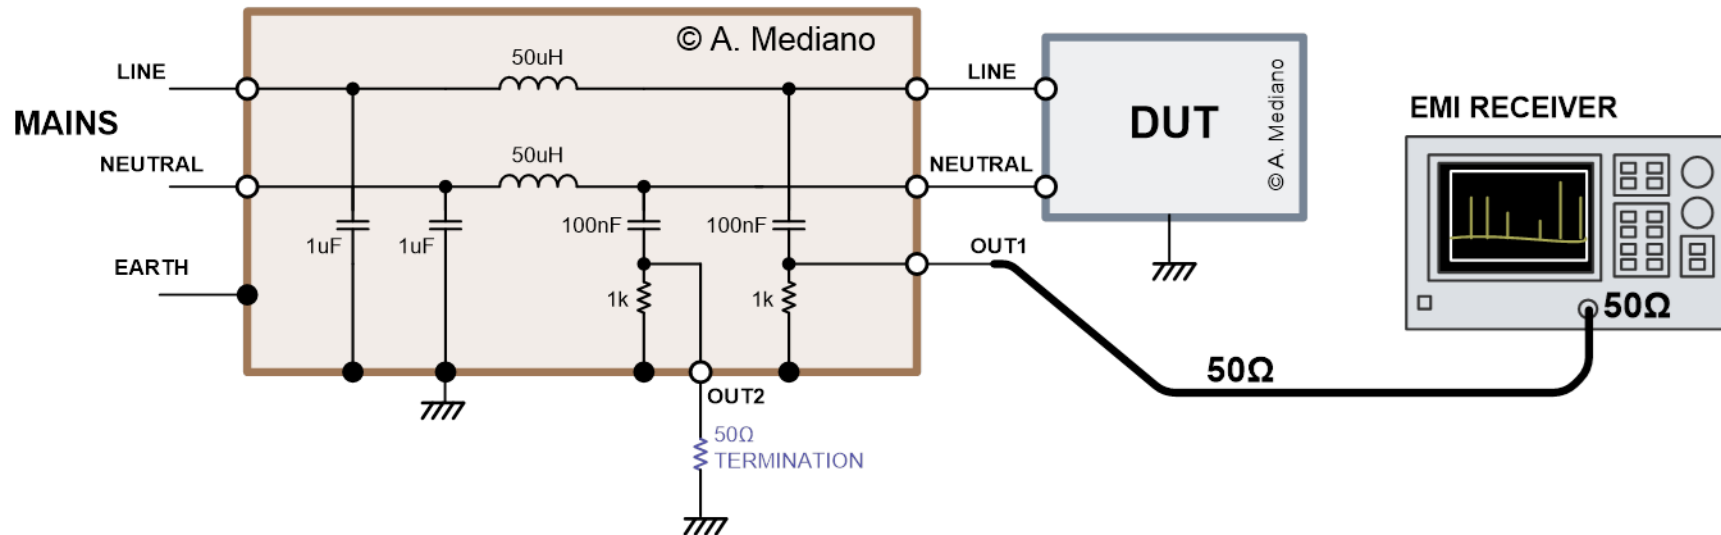 © A. Mediano
LINE
50uH
LINE
MAINS
NEUTRAL
50uH
NEUTRAL
DUT
© A. Mediano
EMI RECEIVER
1uF
1uF
100nF
100nF
EARTH
1k
1k
OUT1
50Ω
50Ω
OUT2
50Ω
TERMINATION